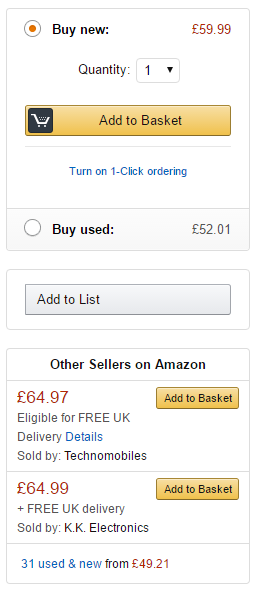 Buy new: £59.99
Quantity: 1
Add to Basket
Turn on 1-Click ordering
Buy used: £52.01
Add to List
Other Sellers on Amazon
£64.97 Add to Basket
Eligible for FREE UK
Delivery Details
Sold by: Technomobiles
£64.99 Add to Basket
+ FREE UK delivery
Sold by: K.K. Electronics
31 used & new from £49.21